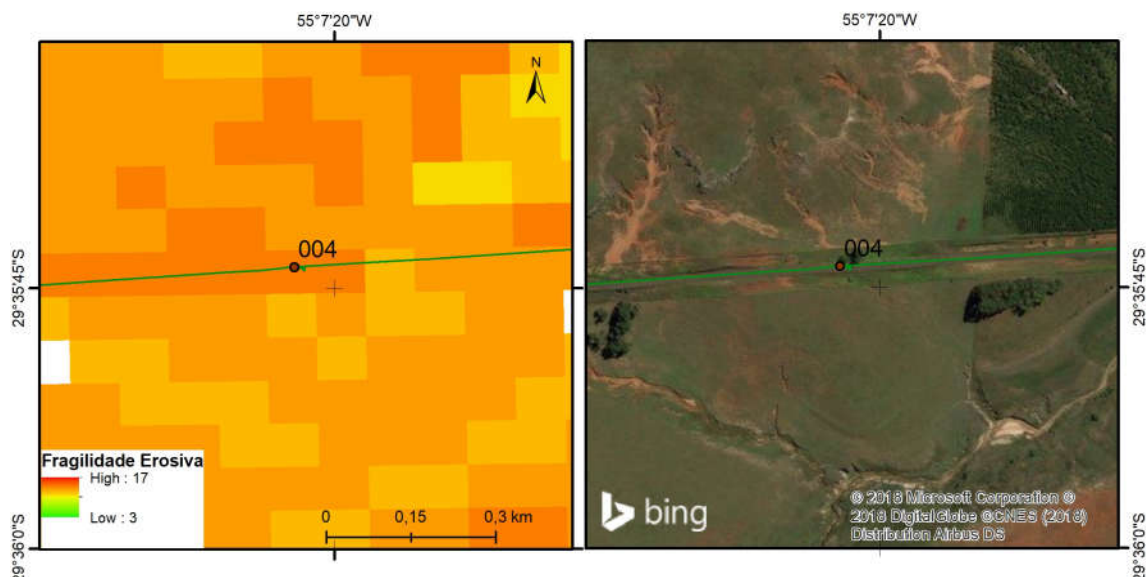 55°7'20"W
55°7'20"W
N
004
004
29°35'45"S
29°35'45"S
Fragilidade Erosiva
High : 17
Low : 3
0
0,15
0,3 km
bing
© 2018 Microsoft Corporation ©
2018 DigitalGlobe ©CNES (2018)
Distribution Airbus DS
29°36'0"S
29°36'0"S